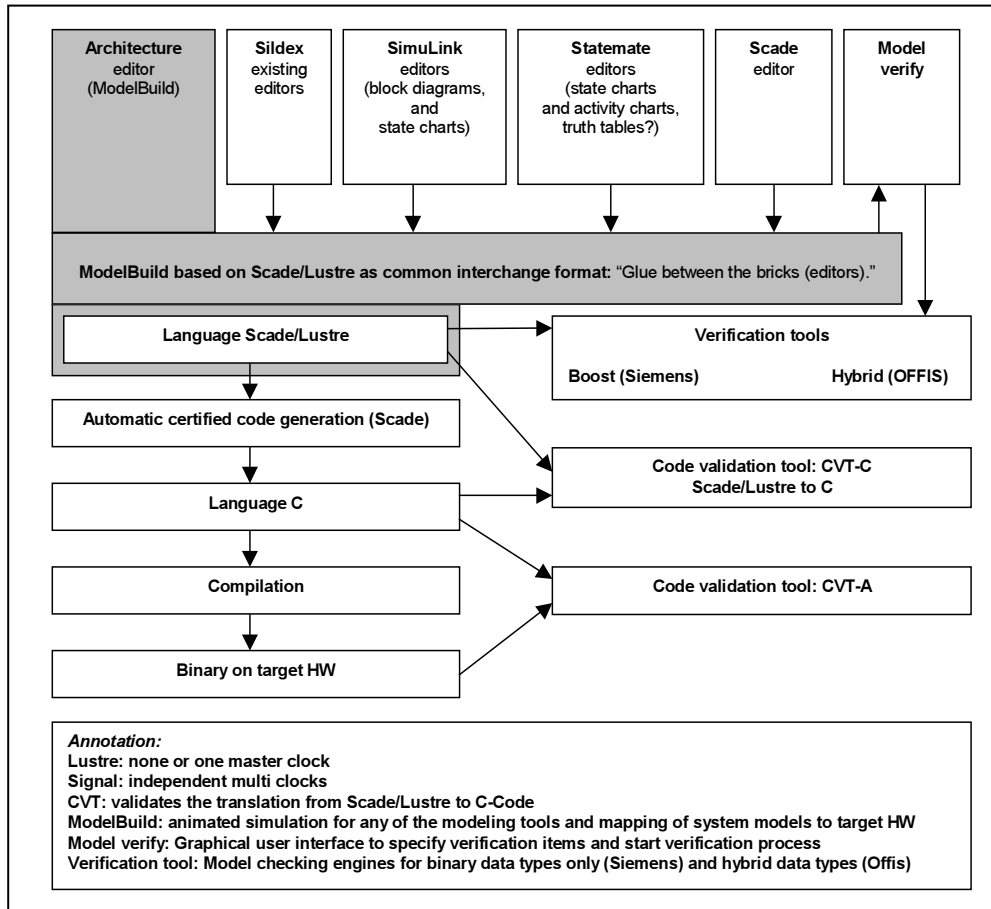 Architecture
editor
(ModelBuild)
Sildex
existing
editors
SimuLink
editors
(block diagrams,
and
state charts)
Statemate
editors
(state charts
and activity charts,
truth tables?)
Scade
editor
Model
verify
ModelBuild based on Scade/Lustre as common interchange format: “Glue between the bricks (editors).”
Language Scade/Lustre
Verification tools
Boost (Siemens) Hybrid (OFFIS)
Automatic certified code generation (Scade)
Code validation tool: CVT-C
Scade/Lustre to C
Language C
Compilation
Code validation tool: CVT-A
Binary on target HW
Annotation:
Lustre: none or one master clock
Signal: independent multi clocks
CVT: validates the translation from Scade/Lustre to C-Code
ModelBuild: animated simulation for any of the modeling tools and mapping of system models to target HW
Model verify: Graphical user interface to specify verification items and start verification process
Verification tool: Model checking engines for binary data types only (Siemens) and hybrid data types (Offis)